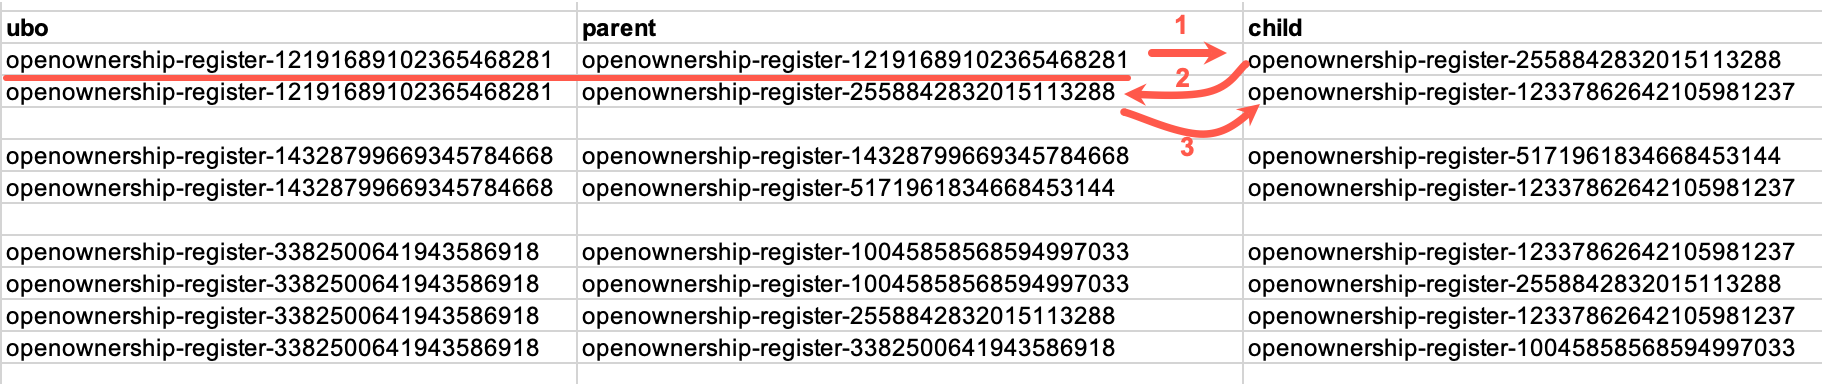 ubo parent 1 child
openownership-register-12191689102365468281 openownership-register-12191689102365468281 openownership-register-2558842832015113288
2
openownership-register-12191689102365468281 openownership-register-2558842832015113288 openownership-register-12337862642105981237
3
openownership-register-14328799669345784668 openownership-register-14328799669345784668 openownership-register-5171961834668453144
openownership-register-14328799669345784668 openownership-register-5171961834668453144 openownership-register-12337862642105981237
openownership-register-3382500641943586918 openownership-register-10045858568594997033 openownership-register-12337862642105981237
openownership-register-3382500641943586918 openownership-register-10045858568594997033 openownership-register-2558842832015113288
openownership-register-3382500641943586918 openownership-register-2558842832015113288 openownership-register-12337862642105981237
openownership-register-3382500641943586918 openownership-register-3382500641943586918 openownership-register-10045858568594997033